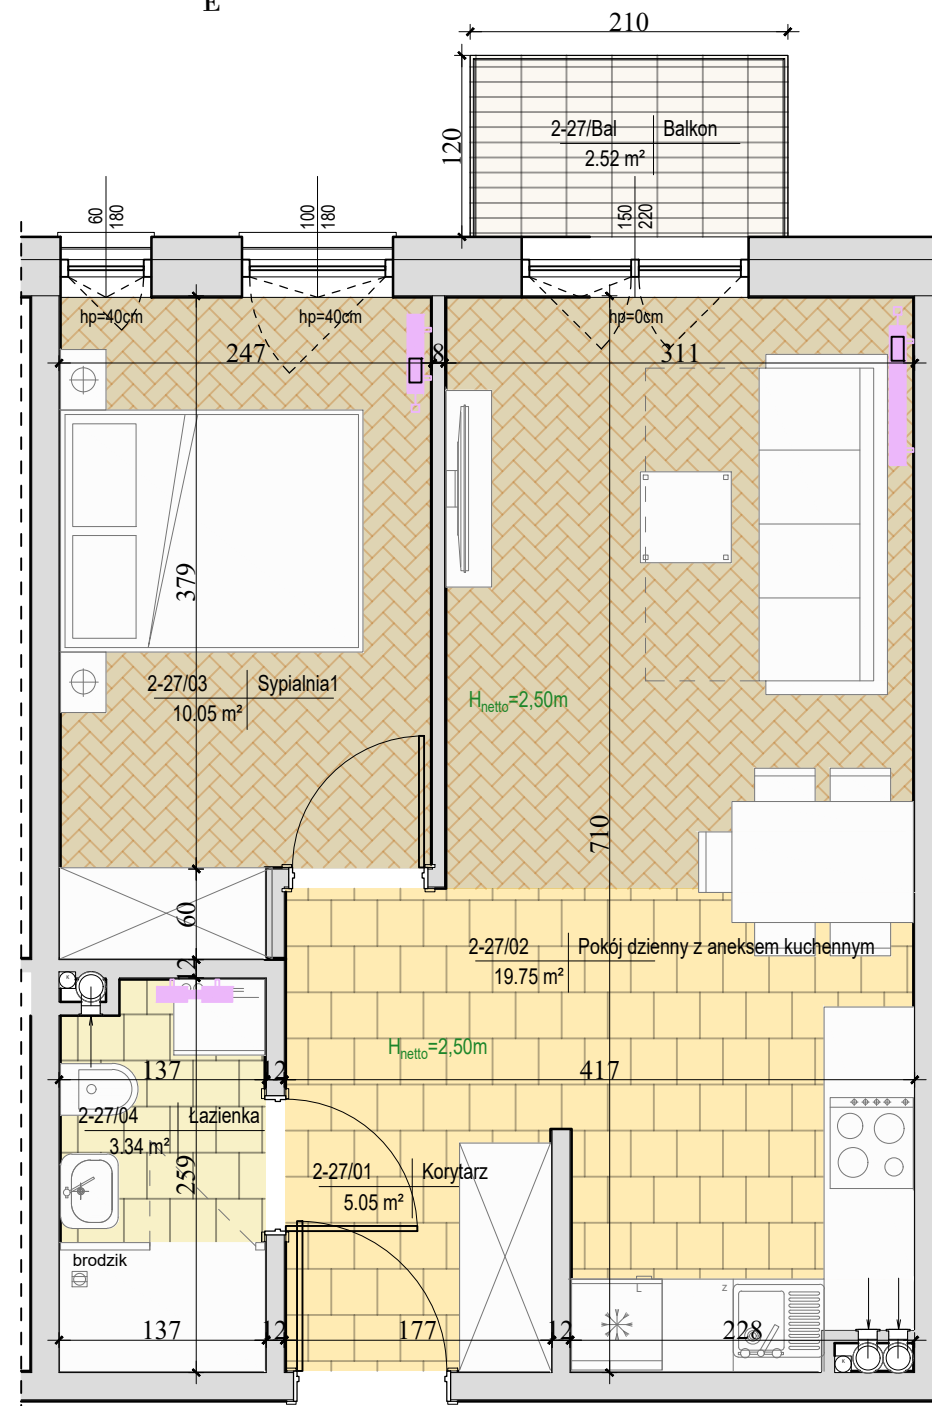 E
210
120
2-27/Bal Balkon
2.52 m²
60
180
100
180
150
220
hp=40cm
hp=40cm
hp=0cm
247
8
311
379
2-27/03 Sypialnia1
10.05 m²
Hnetto=2,50m
710
60
2-27/02 Pokój dzienny z aneksem kuchennym
19.75 m²
12
K
Hnetto=2,50m
137
12
417
2-27/04 Łazienka
3.34 m²
259
2-27/01 Korytarz
5.05 m²
brodzik
L
z
137
12
177
12
228
K